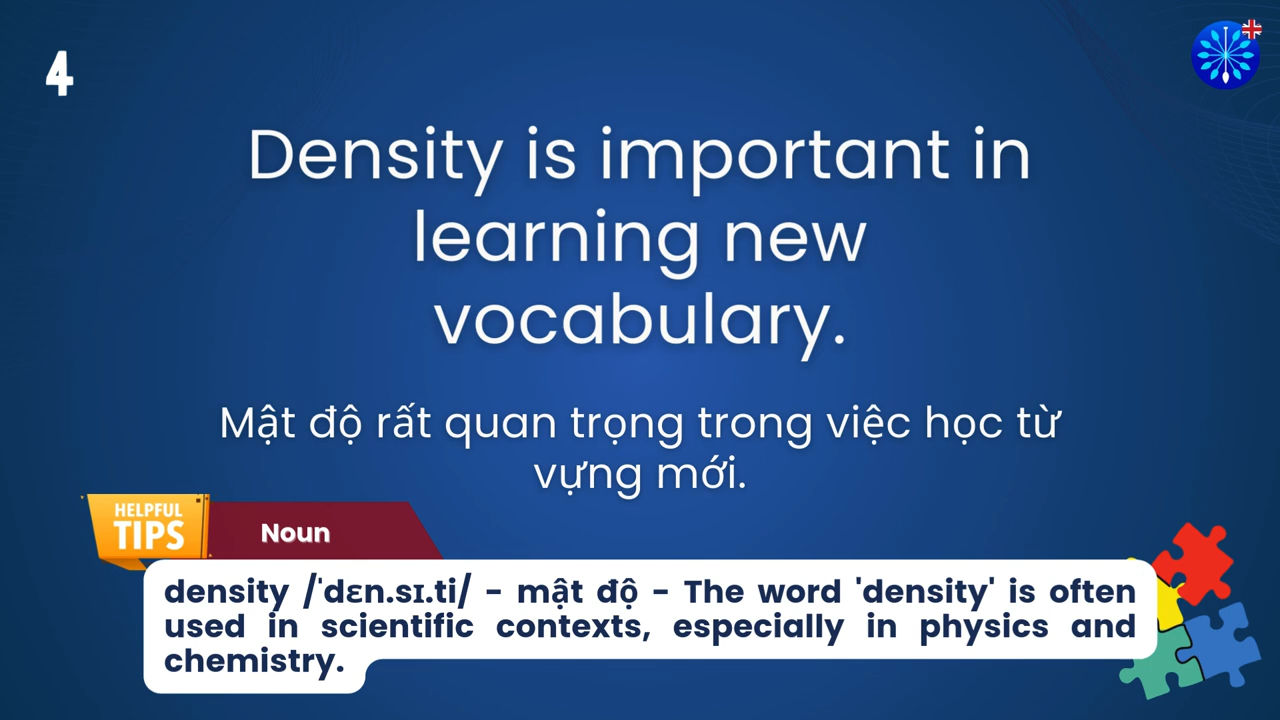 4
Density is important in
learning new
vocabulary.
Mật độ rất quan trọng trong việc học từ
vựng mới.
HELPFUL
TIPS
Noun
density /ˈdɛn.sɪ.ti/ - mật độ - The word 'density' is often
used in scientific contexts, especially in physics and
chemistry.